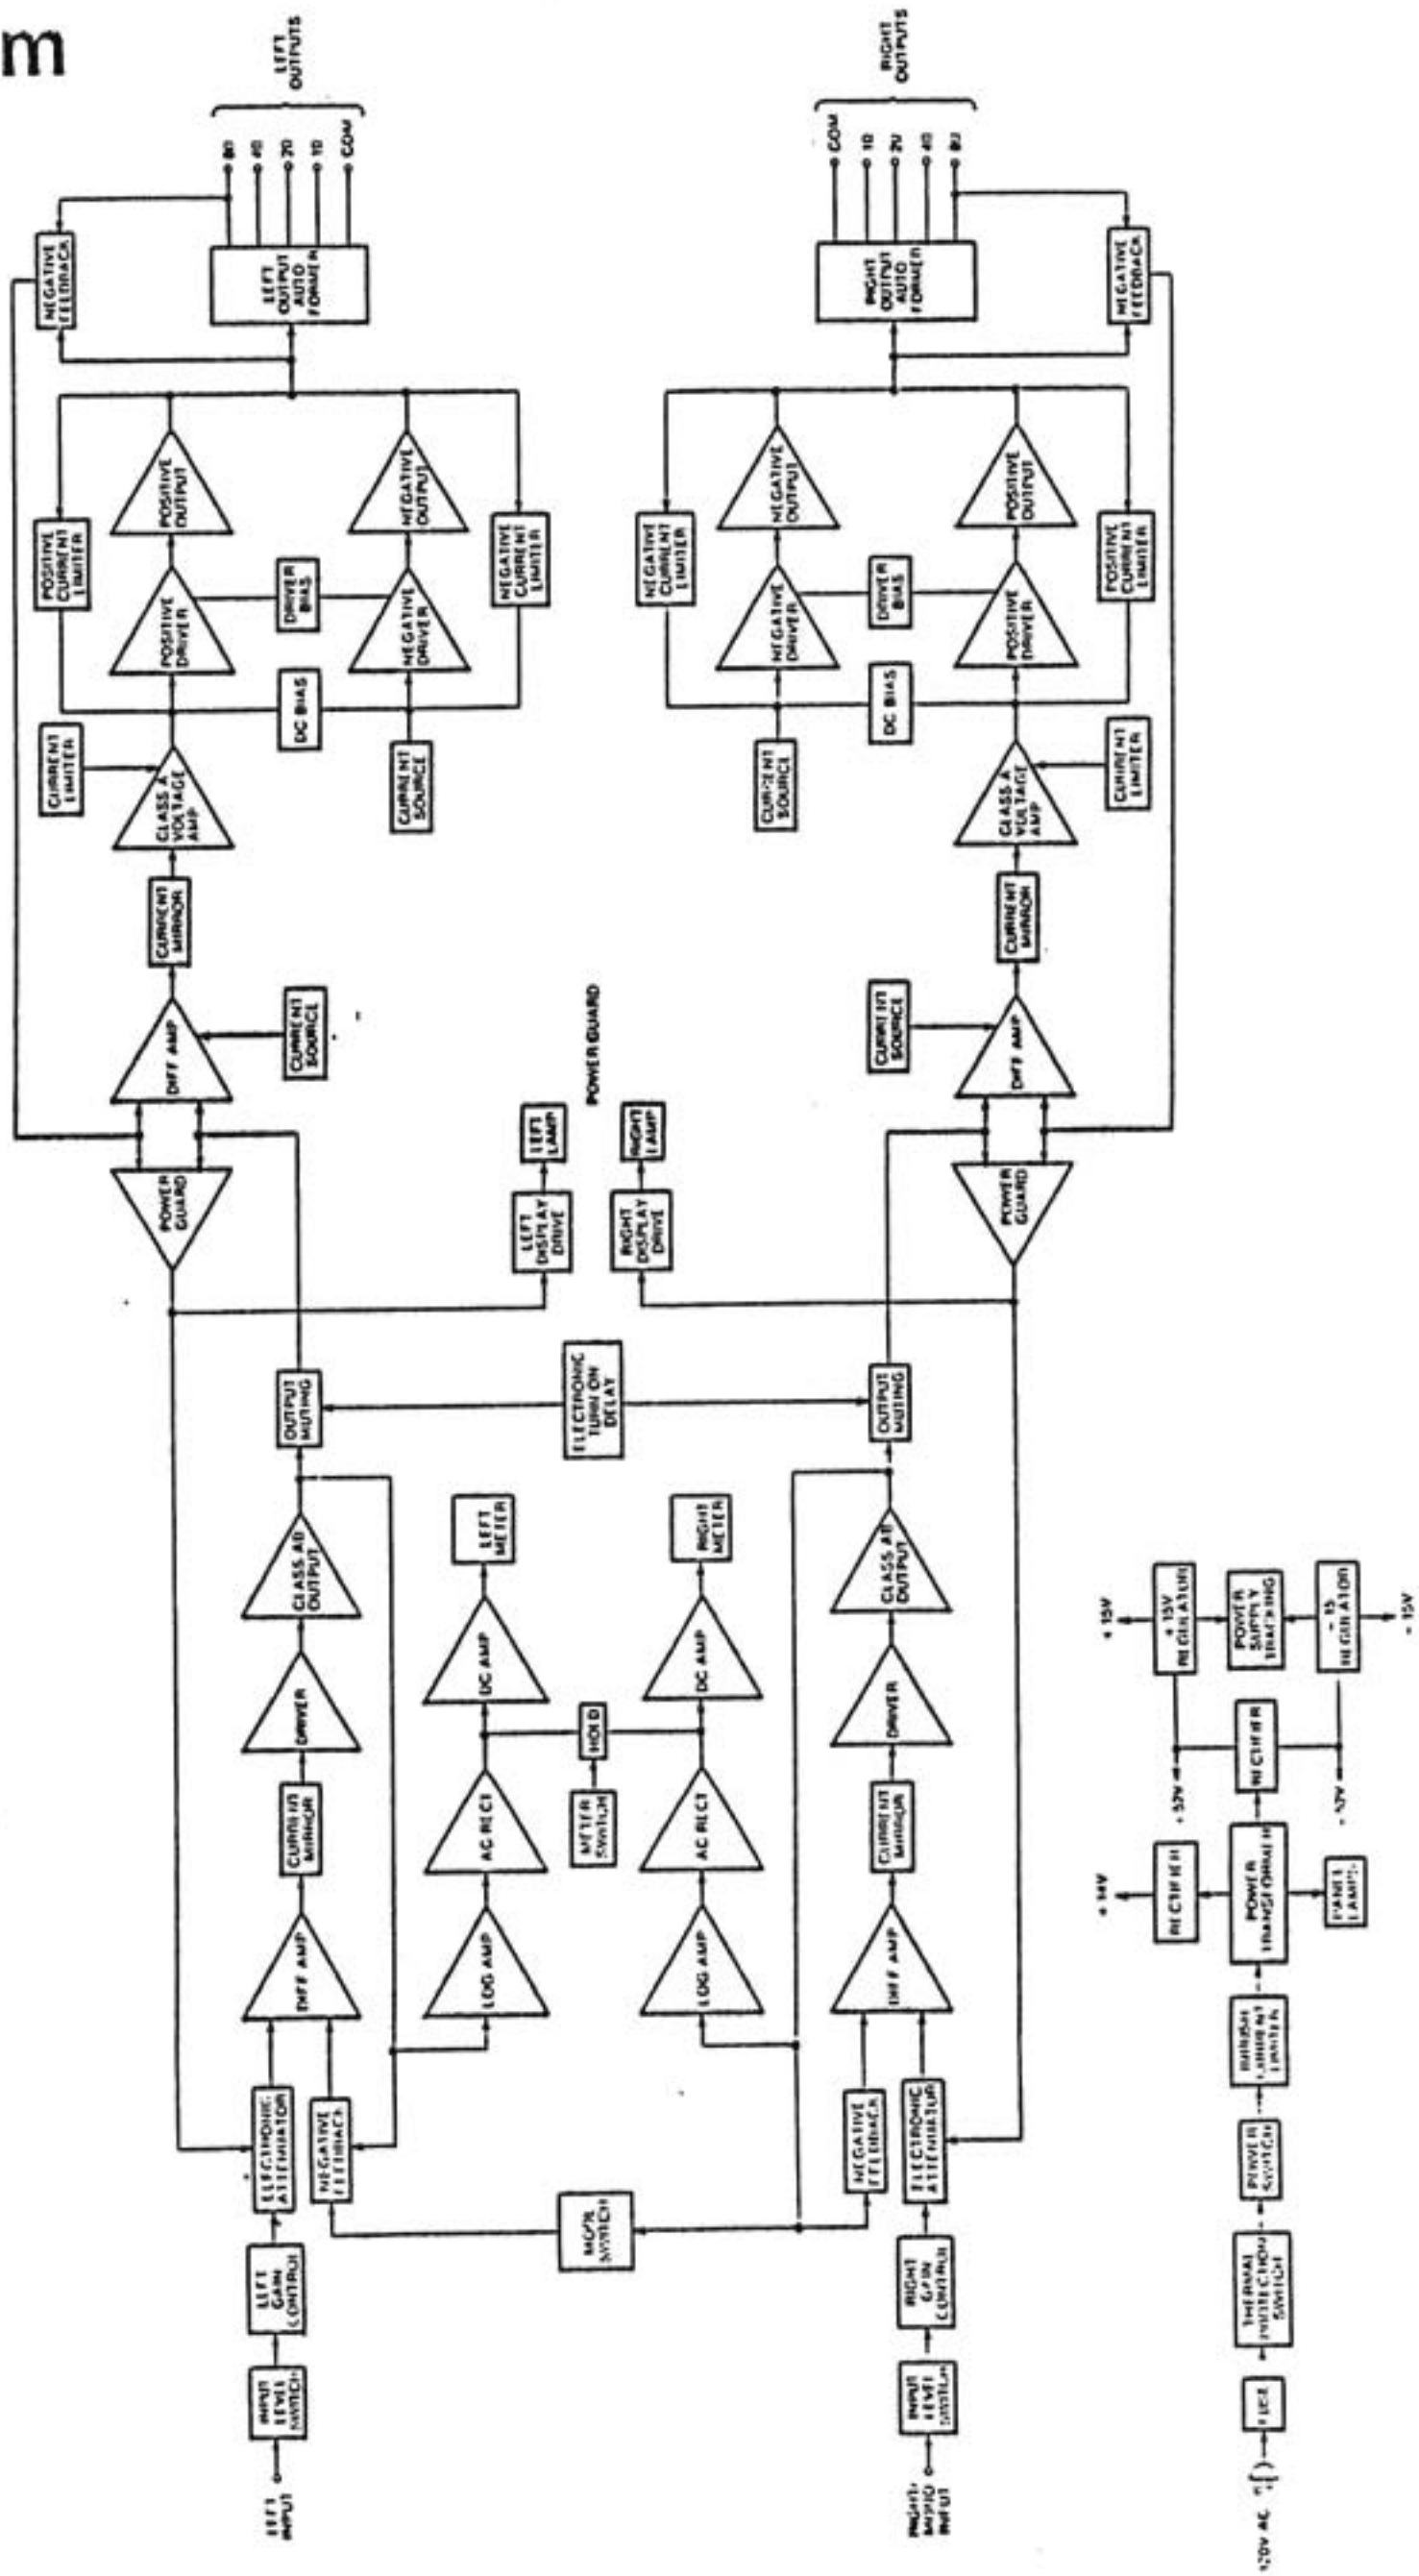 m
LEFT
OUTPUTS
8Ω
4Ω
2Ω
1Ω
COM
LEFT
OUTPUT
AUTO
FORMER
NEGATIVE
FEEDBACK
POSITIVE
CURRENT
LIMITER
POSITIVE
OUTPUT
NEGATIVE
OUTPUT
NEGATIVE
CURRENT
LIMITER
POSITIVE
DRIVER
DRIVER
BIAS
NEGATIVE
DRIVER
DC BIAS
CURRENT
LIMITER
CLASS A
VOLTAGE
AMP
CURRENT
SOURCE
CURRENT
MIRROR
DIFF AMP
CURRENT
SOURCE
POWER
GUARD
RIGHT
OUTPUTS
COM
1Ω
2Ω
4Ω
8Ω
RIGHT
OUTPUT
AUTO
FORMER
NEGATIVE
FEEDBACK
NEGATIVE
CURRENT
LIMITER
NEGATIVE
OUTPUT
POSITIVE
OUTPUT
POSITIVE
CURRENT
LIMITER
NEGATIVE
DRIVER
DRIVER
BIAS
POSITIVE
DRIVER
DC BIAS
CURRENT
SOURCE
CLASS A
VOLTAGE
AMP
CURRENT
LIMITER
CURRENT
MIRROR
CURRENT
SOURCE
DIFF AMP
POWER
GUARD
POWER GUARD
LEFT
LAMP
RIGHT
LAMP
LEFT
DISPLAY
DRIVE
RIGHT
DISPLAY
DRIVE
OUTPUT
MUTING
ELECTRONIC
TURN ON
DELAY
OUTPUT
MUTING
CLASS AB
OUTPUT
LEFT
METER
RIGHT
METER
CLASS AB
OUTPUT
DRIVER
DC AMP
HOLD
DC AMP
DRIVER
CURRENT
MIRROR
AC RECT
METER
SWITCH
AC RECT
CURRENT
MIRROR
DIFF AMP
LOG AMP
LOG AMP
DIFF AMP
ELECTRONIC
ATTENUATOR
NEGATIVE
FEEDBACK
NEGATIVE
FEEDBACK
ELECTRONIC
ATTENUATOR
MODE
SWITCH
LEFT
GAIN
CONTROL
RIGHT
GAIN
CONTROL
INPUT
LEVEL
SWITCH
INPUT
LEVEL
SWITCH
LEFT
INPUT
RIGHT/
MONO
INPUT
+ 15V
+ 15V
REGULATOR
POWER
SUPPLY
TRACKING
- 15
REGULATOR
- 15V
RECTIFIER
+ 14V
RECTIFIER
POWER
TRANSFORMER
PANEL
LAMPS
INRUSH
CURRENT
LIMITER
POWER
SWITCH
THERMAL
PROTECTION
SWITCH
FUSE
120V AC